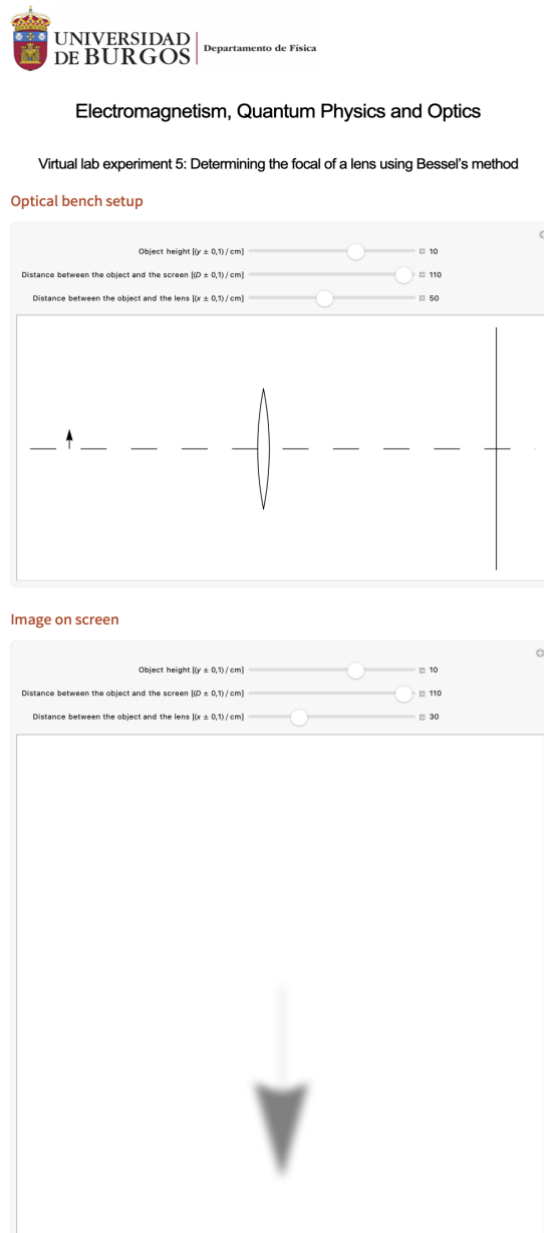 UNIVERSIDAD
DE BURGOS
Departamento de Física
Electromagnetism, Quantum Physics and Optics
Virtual lab experiment 5: Determining the focal of a lens using Bessel's method
Optical bench setup
Object height [(y ± 0,1) / cm] 10
Distance between the object and the screen [(D ± 0,1) / cm] 110
Distance between the object and the lens [(x ± 0,1) / cm] 50
Image on screen
Object height [(y ± 0,1) / cm] 10
Distance between the object and the screen [(D ± 0,1) / cm] 110
Distance between the object and the lens [(x ± 0,1) / cm] 30